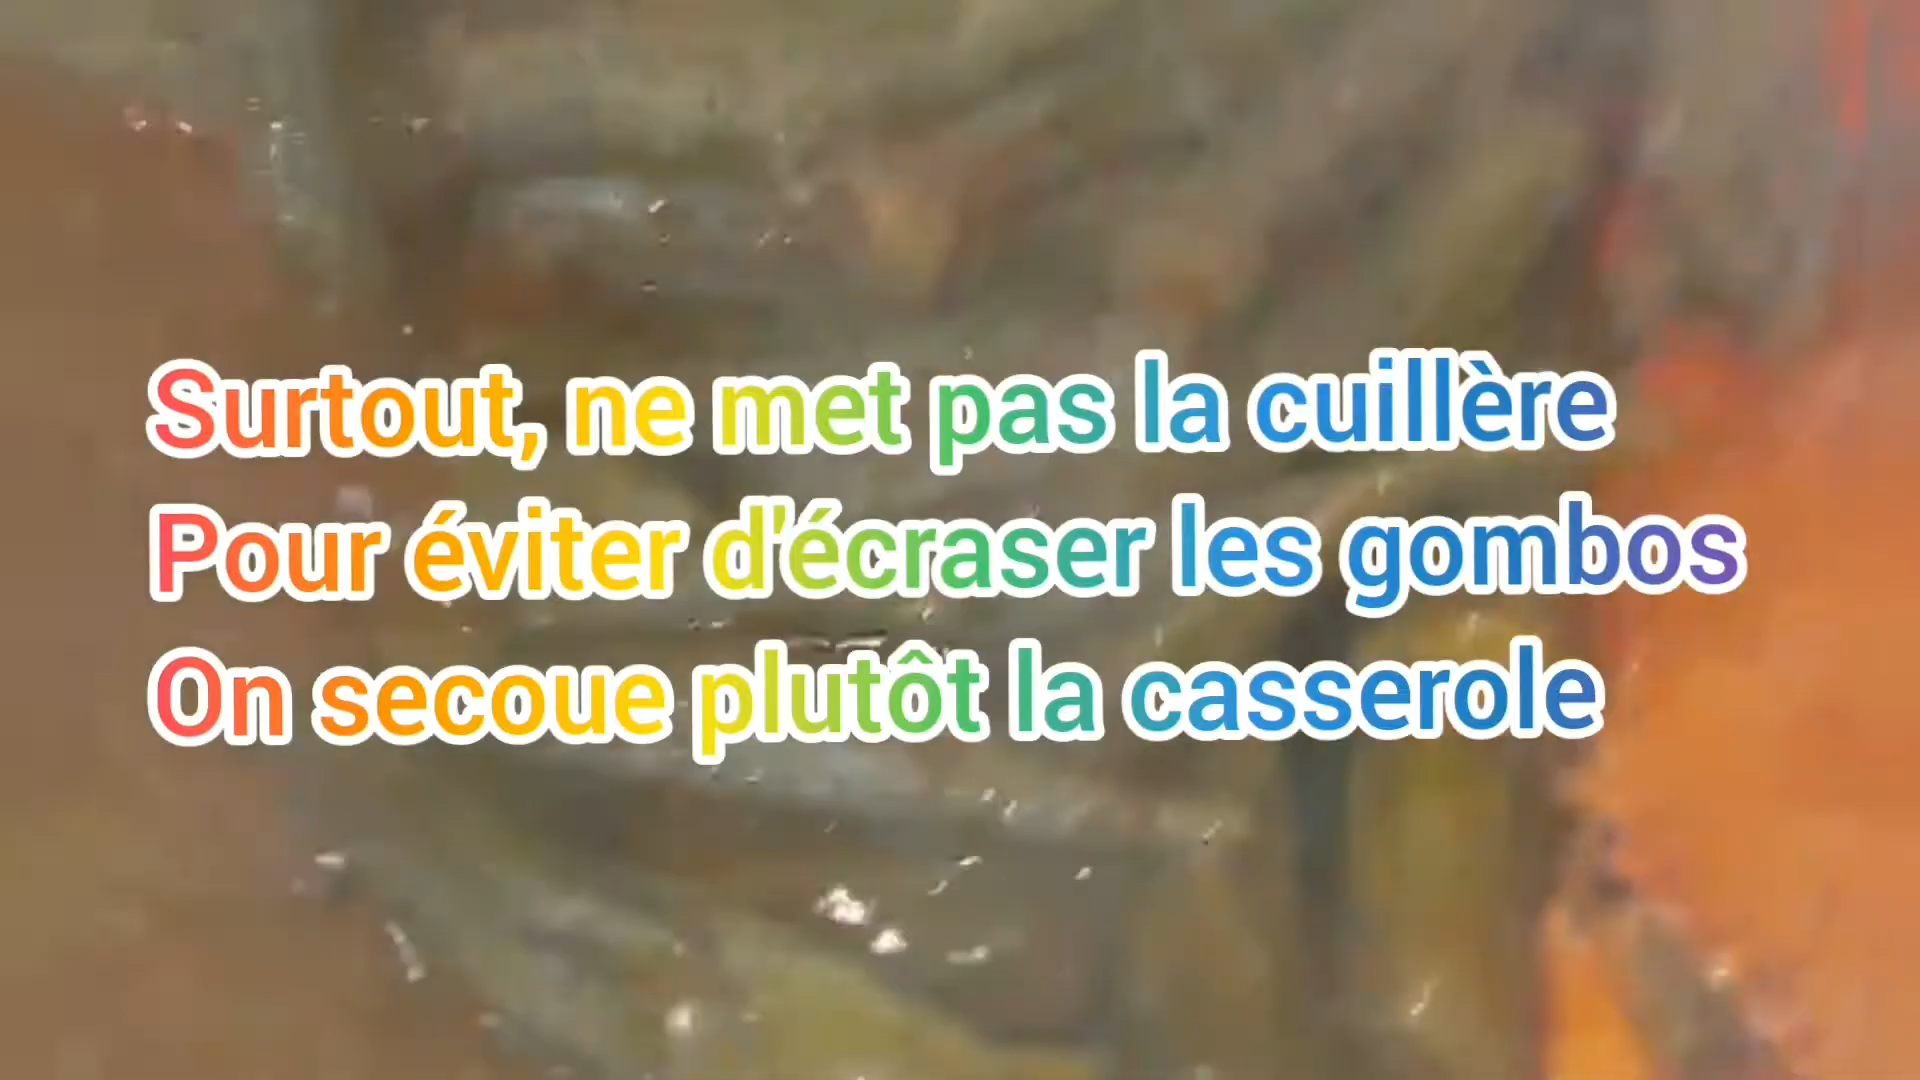 Surtout, ne met pas la cuillère
Pour éviter d'écraser les gombos
On secoue plutôt la casserole